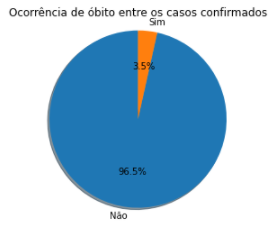 Ocorrência de óbito entre os casos confirmados
Sim
3.5%
96.5%
Não